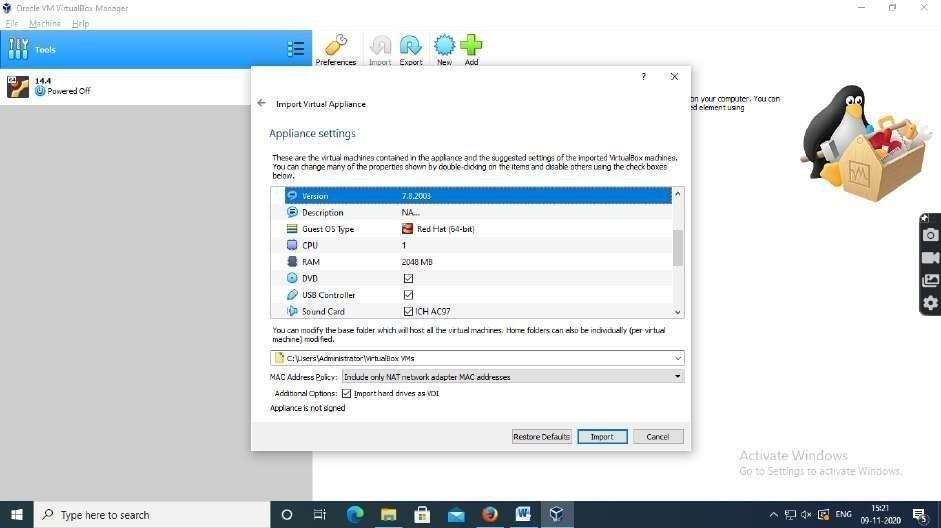 Oracle VM VirtualBox Manager
File Machine Help
Tools
Preferences Import Export New Add
64
14.4
Powered Off
on your computer. You can
ed element using
?
Import Virtual Appliance
Appliance settings
These are the virtual machines contained in the appliance and the suggested settings of the imported VirtualBox machines.
You can change many of the properties shown by double-clicking on the items and disable others using the check boxes
below.
Version 7.8.2003
Description NA...
Guest OS Type Red Hat (64-bit)
CPU 1
RAM 2048 MB
DVD
USB Controller
Sound Card ICH AC97
You can modify the base folder which will host all the virtual machines. Home folders can also be individually (per virtual
machine) modified.
C:\Users\Administrator\VirtualBox VMs
MAC Address Policy: Include only NAT network adapter MAC addresses
Additional Options: Import hard drives as VDI
Appliance is not signed
Restore Defaults Import Cancel
Activate Windows
Go to Settings to activate Windows.
Type here to search
ENG
15:21
09-11-2020
5